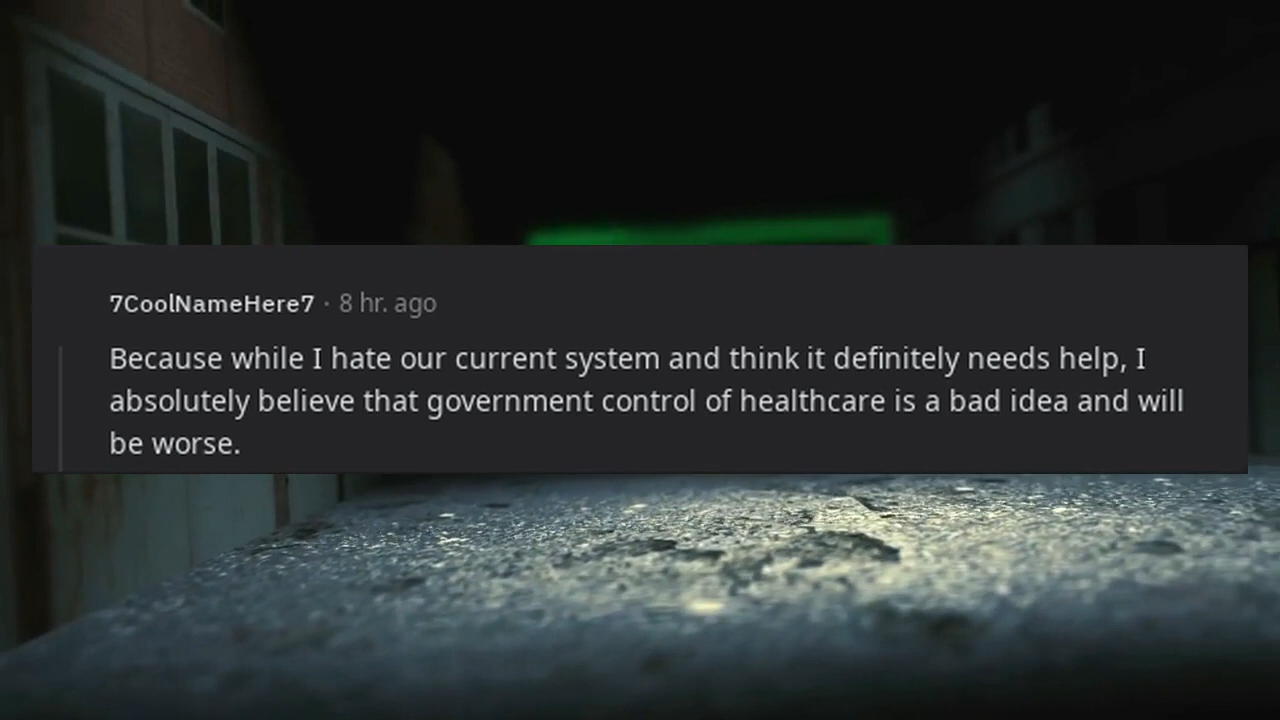 7CoolNameHere7 · 8 hr. ago
Because while I hate our current system and think it definitely needs help, I
absolutely believe that government control of healthcare is a bad idea and will
be worse.